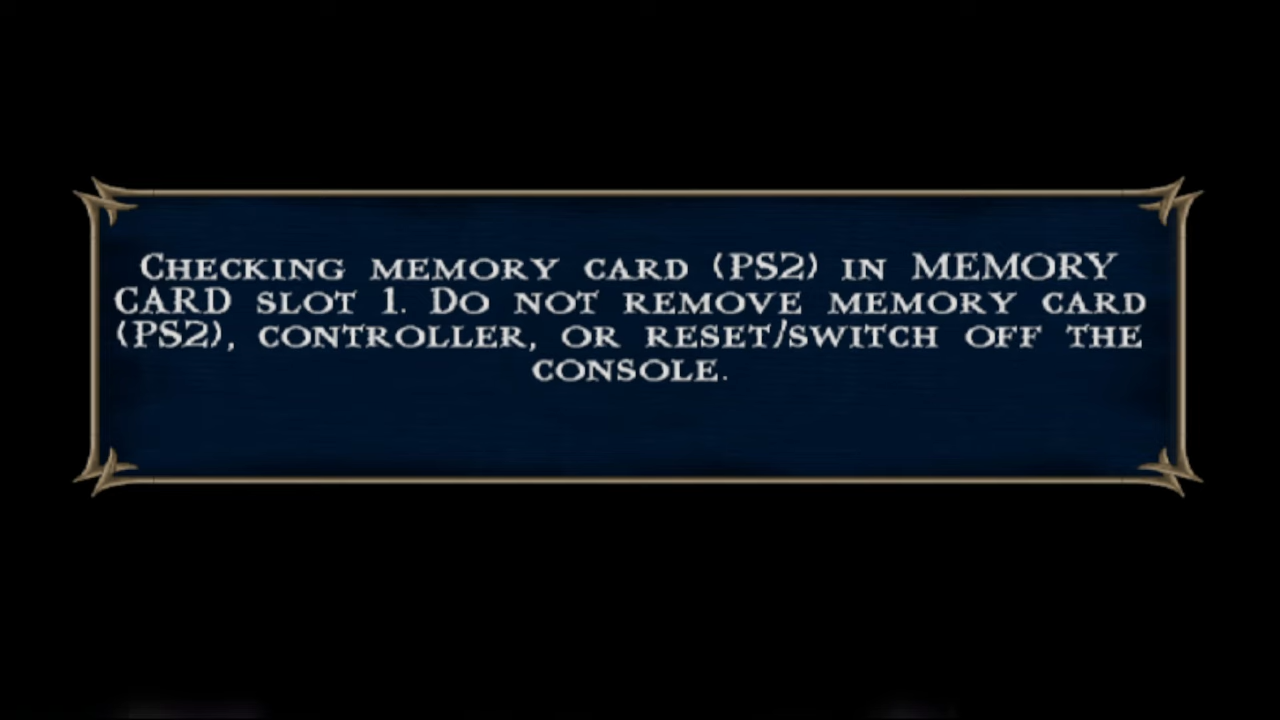 Checking memory card (PS2) in MEMORY
CARD slot 1. Do not remove memory card
(PS2), controller, or reset/switch off the
console.